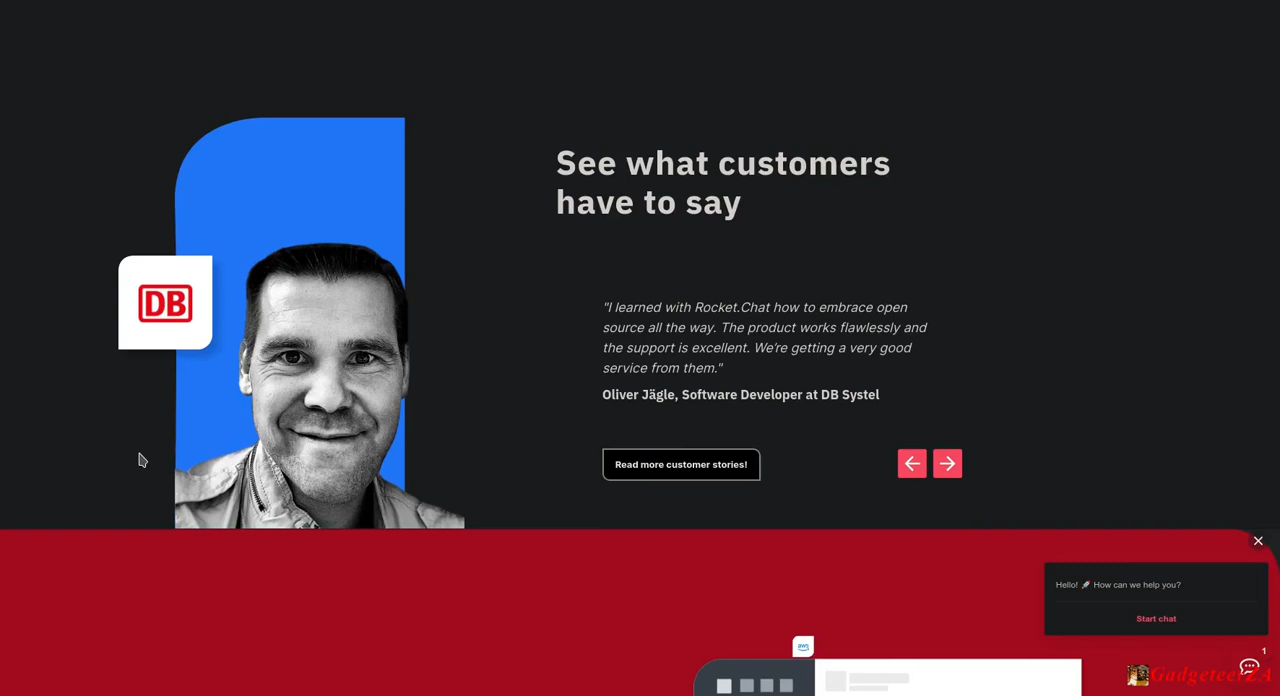 See what customers
have to say
DB
"I learned with Rocket.Chat how to embrace open
source all the way. The product works flawlessly and
the support is excellent. We're getting a very good
service from them."
Oliver Jägle, Software Developer at DB Systel
Read more customer stories!
Hello! 🚀 How can we help you?
Start chat
aws
1
GadgeteerZA